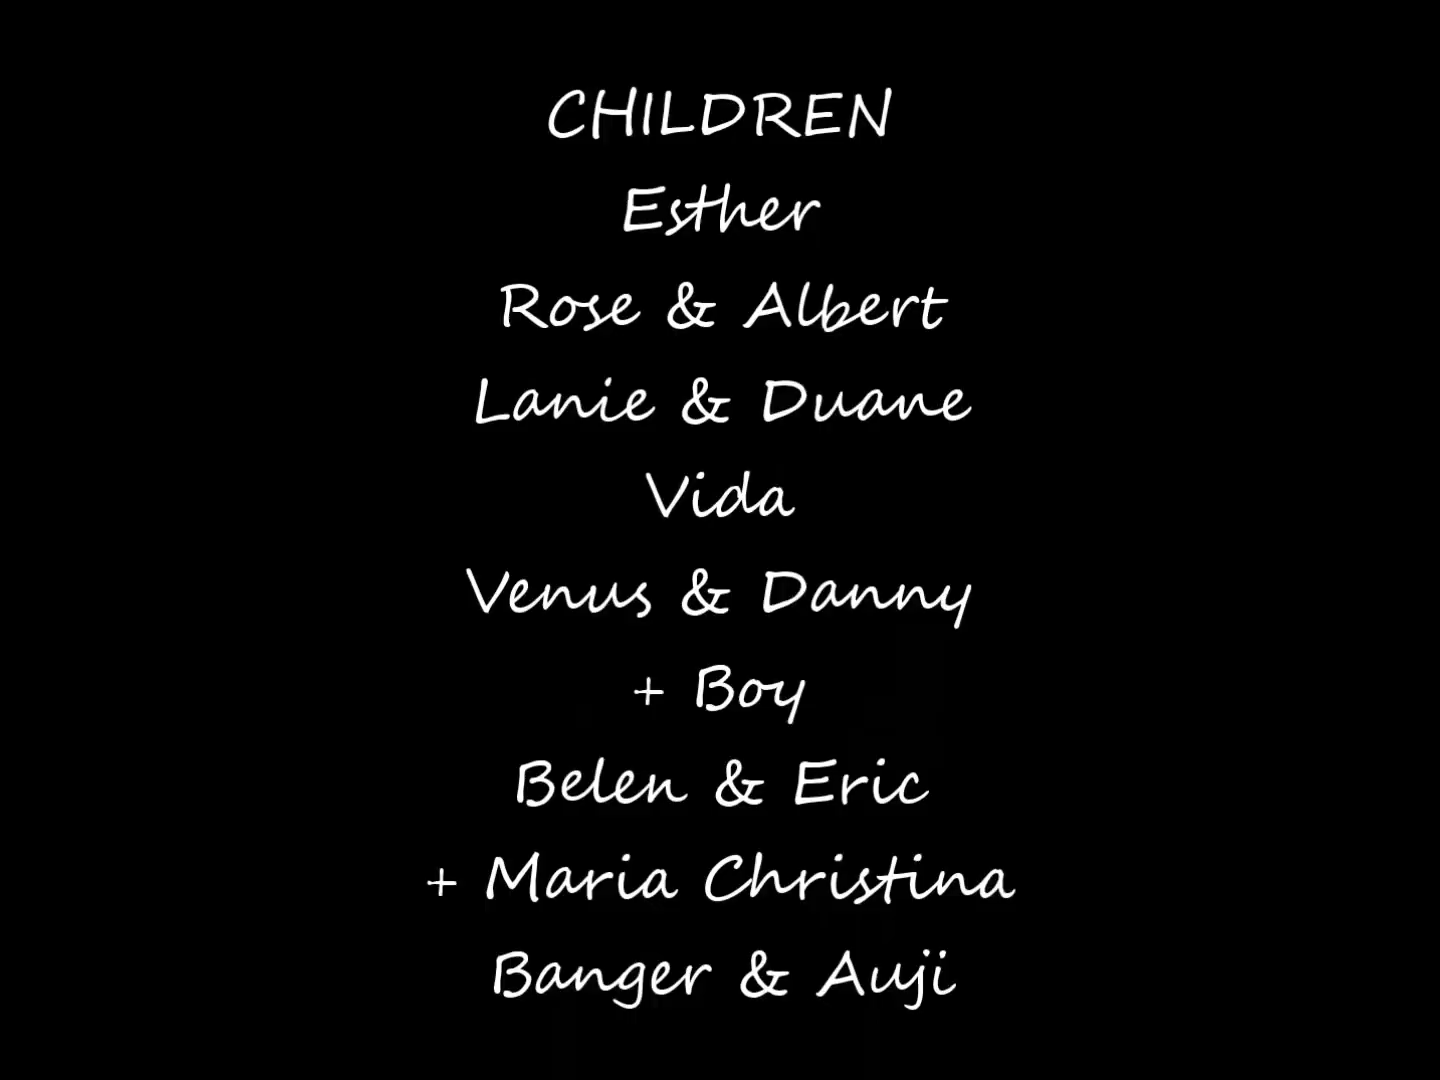 CHILDREN
Esther
Rose & Albert
Lanie & Duane
Vida
Venus & Danny
+ Boy
Belen & Eric
+ Maria Christina
Banger & Auji